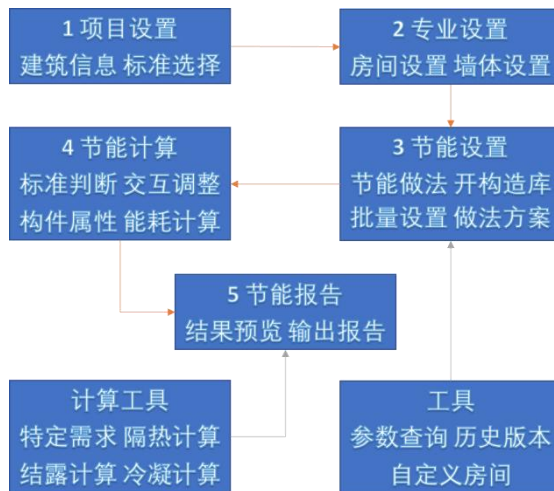 1 项目设置
建筑信息 标准选择
2 专业设置
房间设置 墙体设置
3 节能设置
节能做法 开构造库
批量设置 做法方案
4 节能计算
标准判断 交互调整
构件属性 能耗计算
5 节能报告
结果预览 输出报告
计算工具
特定需求 隔热计算
结露计算 冷凝计算
工具
参数查询 历史版本
自定义房间